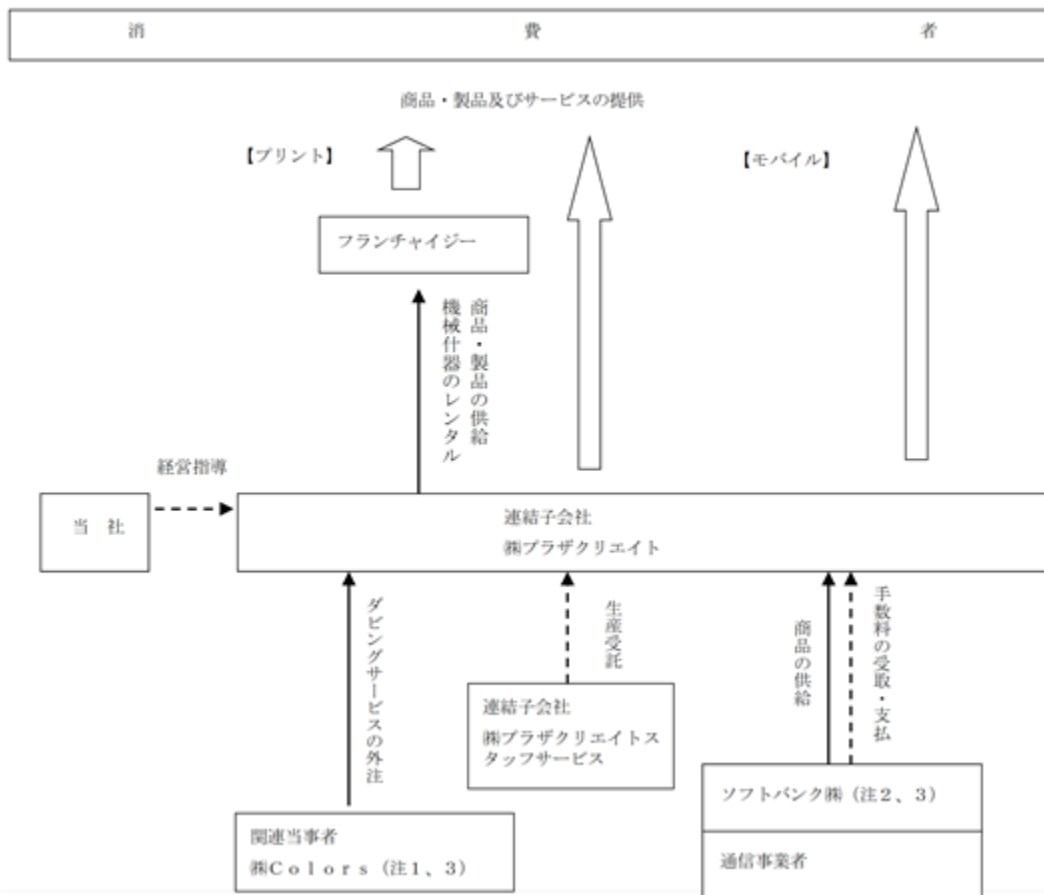 消費者
商品・製品及びサービスの提供
【プリント】
【モバイル】
フランチャイジー
商品・製品の供給
機械什器のレンタル
経営指導
当 社
連結子会社
㈱プラザクリエイト
ダビングサービスの外注
生産受託
商品の供給
手数料の受取・支払
連結子会社
㈱プラザクリエイトス
タッフサービス
ソフトバンク㈱（注２、３）
通信事業者
関連当事者
㈱Ｃｏｌｏｒｓ（注１、３）